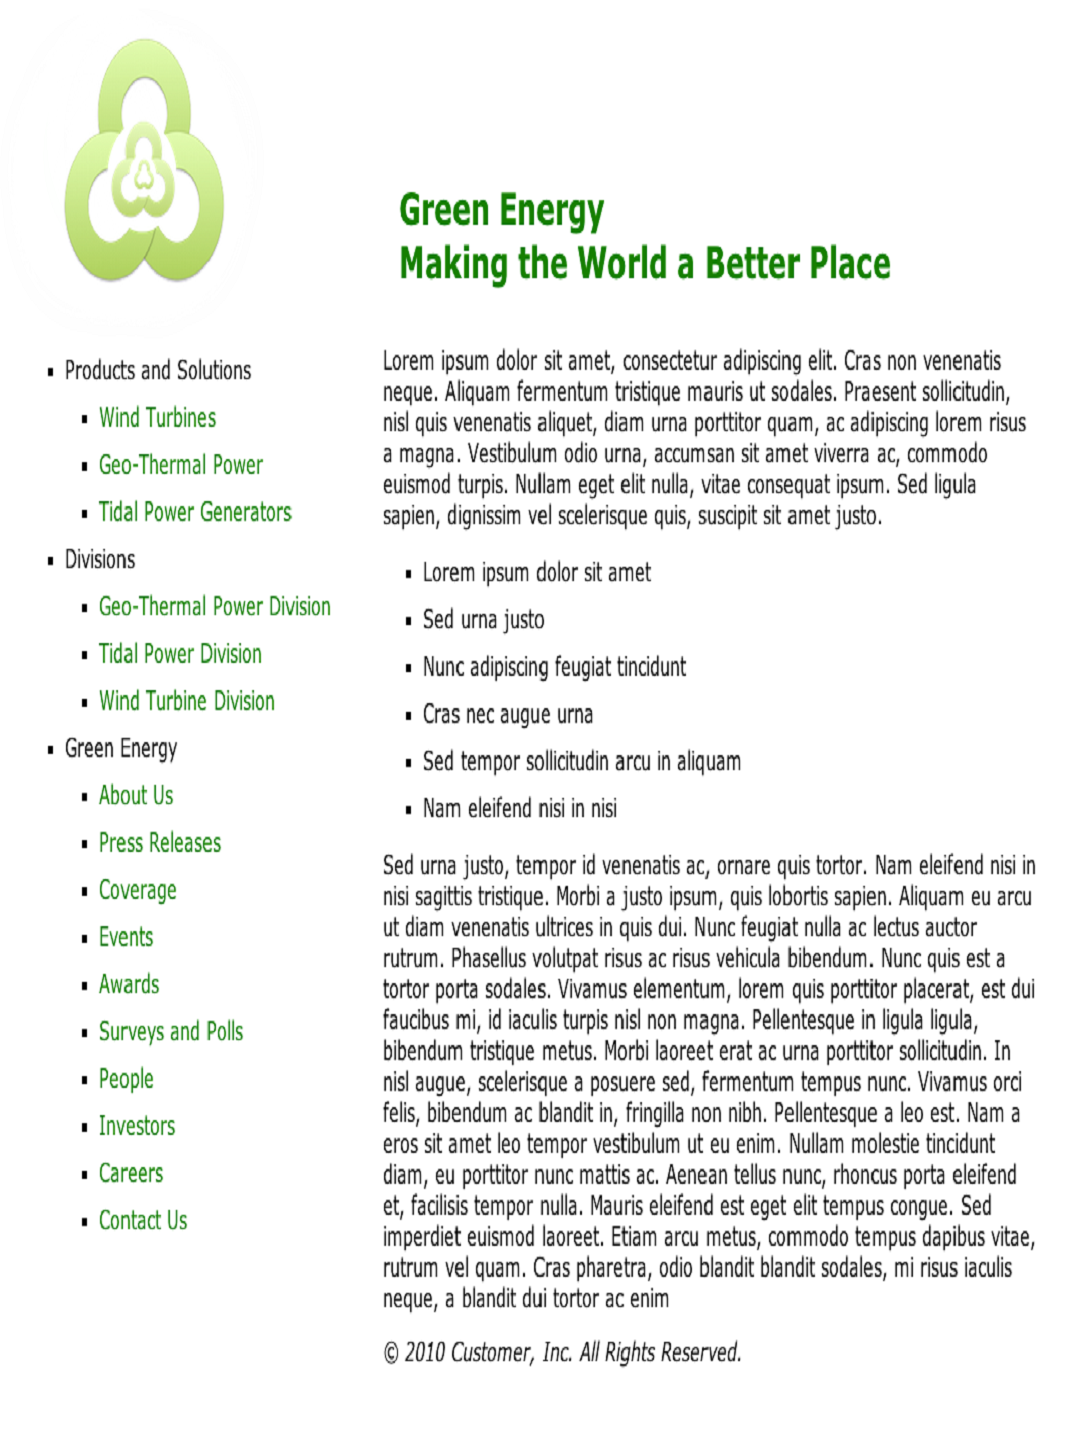 Green Energy
Making the World a Better Place
Products and Solutions
Wind Turbines
Geo-Thermal Power
Tidal Power Generators
Divisions
Geo-Thermal Power Division
Tidal Power Division
Wind Turbine Division
Green Energy
About Us
Press Releases
Coverage
Events
Awards
Surveys and Polls
People
Investors
Careers
Contact Us
Lorem ipsum dolor sit amet, consectetur adipiscing elit. Cras non venenatis
neque. Aliquam fermentum tristique mauris ut sodales. Praesent sollicitudin,
nisl quis venenatis aliquet, diam urna porttitor quam, ac adipiscing lorem risus
a magna. Vestibulum odio urna, accumsan sit amet viverra ac, commodo
euismod turpis. Nullam eget elit nulla, vitae consequat ipsum. Sed ligula
sapien, dignissim vel scelerisque quis, suscipit sit amet justo.
Lorem ipsum dolor sit amet
Sed urna justo
Nunc adipiscing feugiat tincidunt
Cras nec augue urna
Sed tempor sollicitudin arcu in aliquam
Nam eleifend nisi in nisi
Sed urna justo, tempor id venenatis ac, ornare quis tortor. Nam eleifend nisi in
nisi sagittis tristique. Morbi a justo ipsum, quis lobortis sapien. Aliquam eu arcu
ut diam venenatis ultrices in quis dui. Nunc feugiat nulla ac lectus auctor
rutrum. Phasellus volutpat risus ac risus vehicula bibendum. Nunc quis est a
tortor porta sodales. Vivamus elementum, lorem quis porttitor placerat, est dui
faucibus mi, id iaculis turpis nisl non magna. Pellentesque in ligula ligula,
bibendum tristique metus. Morbi laoreet erat ac urna porttitor sollicitudin. In
nisl augue, scelerisque a posuere sed, fermentum tempus nunc. Vivamus orci
felis, bibendum ac blandit in, fringilla non nibh. Pellentesque a leo est. Nam a
eros sit amet leo tempor vestibulum ut eu enim. Nullam molestie tincidunt
diam, eu porttitor nunc mattis ac. Aenean tellus nunc, rhoncus porta eleifend
et, facilisis tempor nulla. Mauris eleifend est eget elit tempus congue. Sed
imperdiet euismod laoreet. Etiam arcu metus, commodo tempus dapibus vitae,
rutrum vel quam. Cras pharetra, odio blandit blandit sodales, mi risus iaculis
neque, a blandit dui tortor ac enim
© 2010 Customer, Inc. All Rights Reserved.